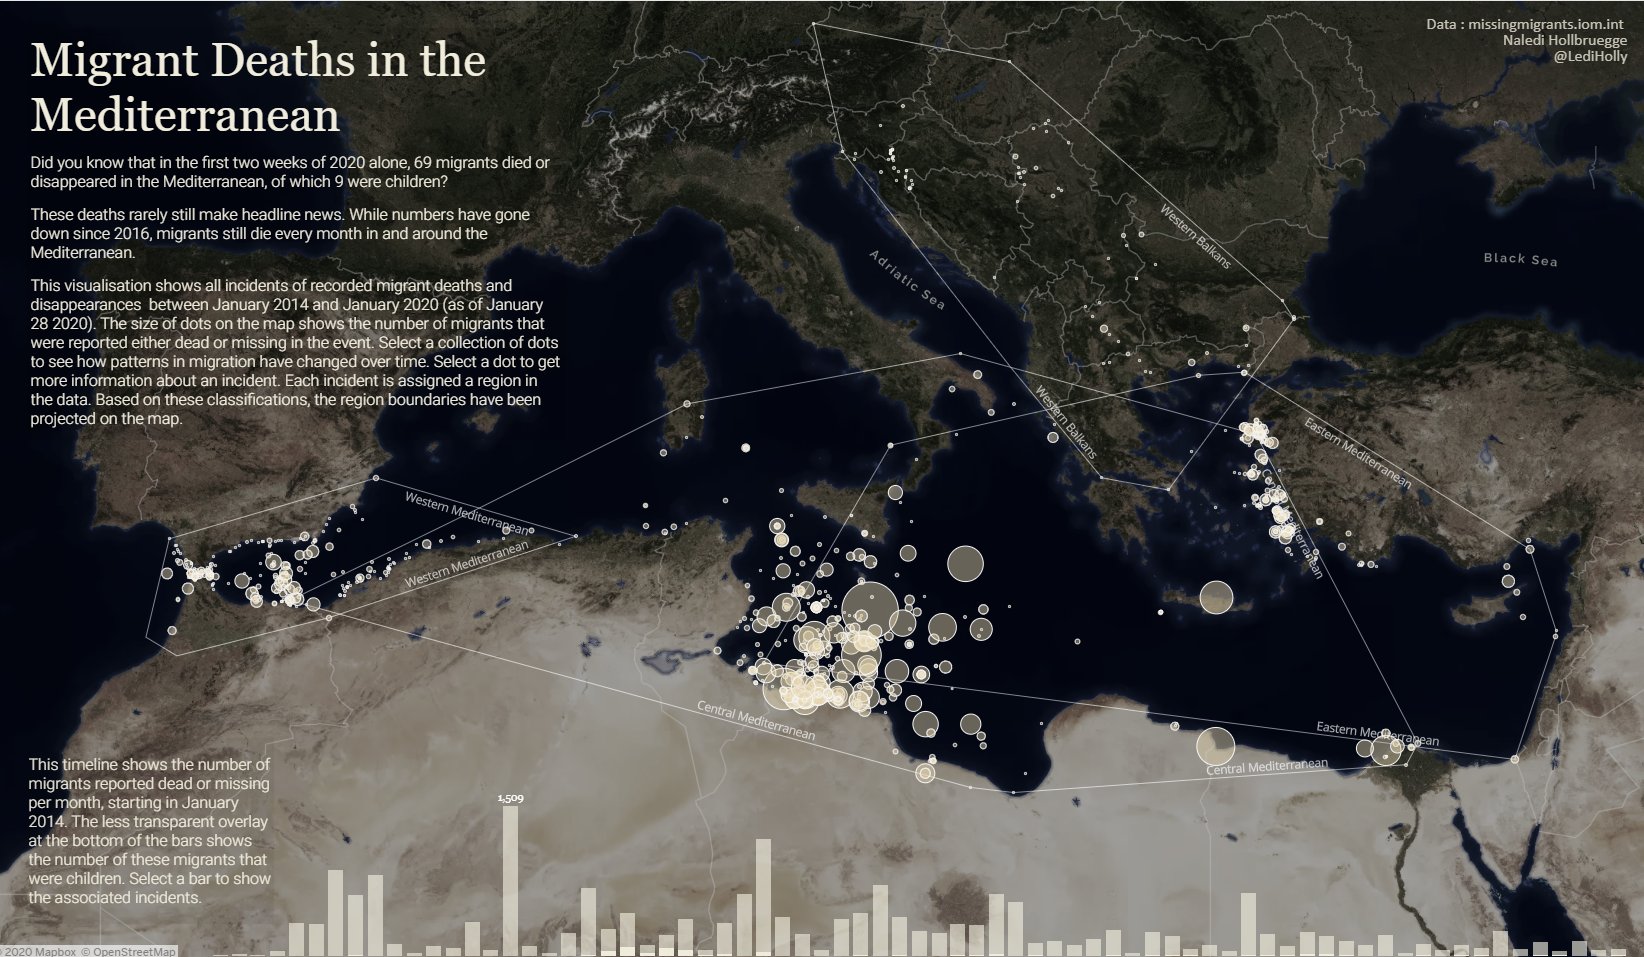 Data : missingmigrants.iom.int
Naledi Hollbruegge
@LediHolly
Migrant Deaths in the
Mediterranean
Did you know that in the first two weeks of 2020 alone, 69 migrants died or
disappeared in the Mediterranean, of which 9 were children?
These deaths rarely still make headline news. While numbers have gone
down since 2016, migrants still die every month in and around the
Mediterranean.
This visualisation shows all incidents of recorded migrant deaths and
disappearances  between January 2014 and January 2020 (as of January
28 2020). The size of dots on the map shows the number of migrants that
were reported either dead or missing in the event. Select a collection of dots
to see how patterns in migration have changed over time. Select a dot to get
more information about an incident. Each incident is assigned a region in
the data. Based on these classifications, the region boundaries have been
projected on the map.
Western Balkans
Adriatic Sea
Black Sea
Western Balkans
Eastern Mediterranean
Western Mediterranean
Western Mediterranean
Central Mediterranean
Central Mediterranean
Eastern Mediterranean
Central Mediterranean
This timeline shows the number of
migrants reported dead or missing
per month, starting in January
2014. The less transparent overlay
at the bottom of the bars shows
the number of these migrants that
were children. Select a bar to show
the associated incidents.
1,509
2020 Mapbox © OpenStreetMap